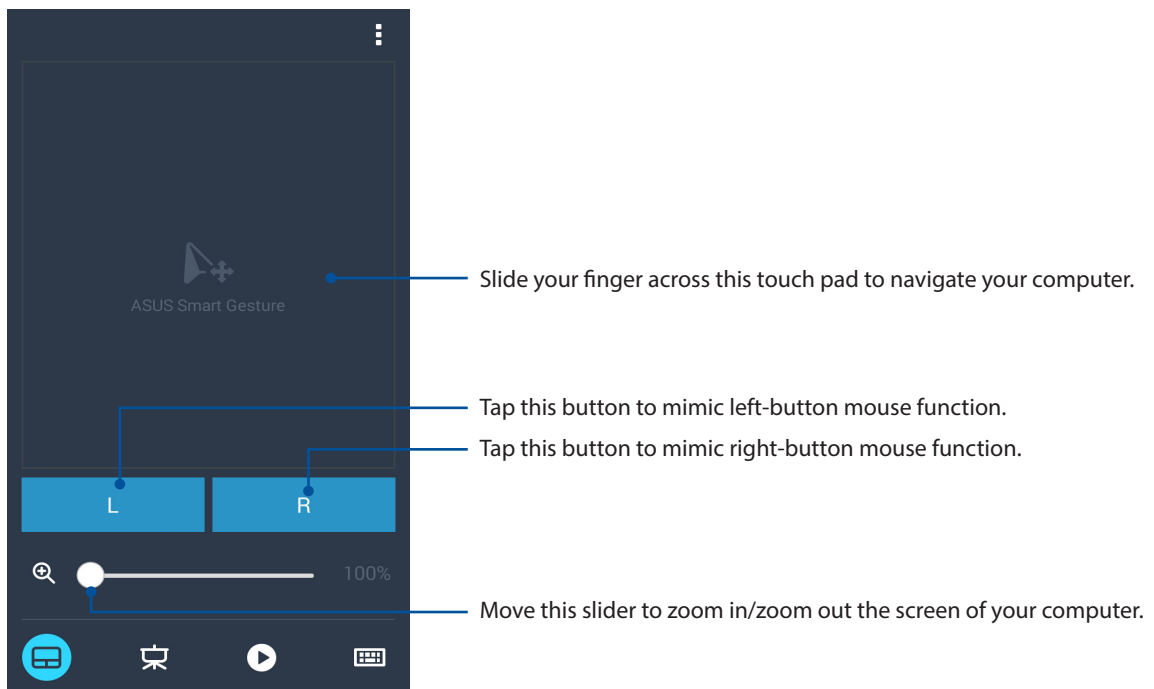 ASUS Smart Gesture
Slide your finger across this touch pad to navigate your computer.
Tap this button to mimic left-button mouse function.
Tap this button to mimic right-button mouse function.
L
R
100%
Move this slider to zoom in/zoom out the screen of your computer.